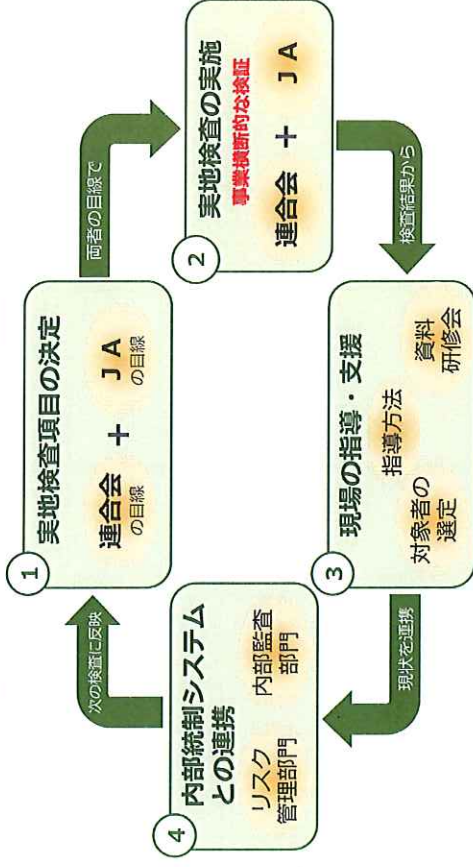 1
実地検査項目の決定
連合会 + JA
の目線 の目線
両者の目線で
2
実地検査の実施
事業横断的な検証
連合会 + JA
検査結果から
3
現場の指導・支援
指導方法
対象者の
選定
資料
研修会
現状を連携
4
内部統制システム
との連携
リスク
管理部門
内部監査
部門
次の検査に反映